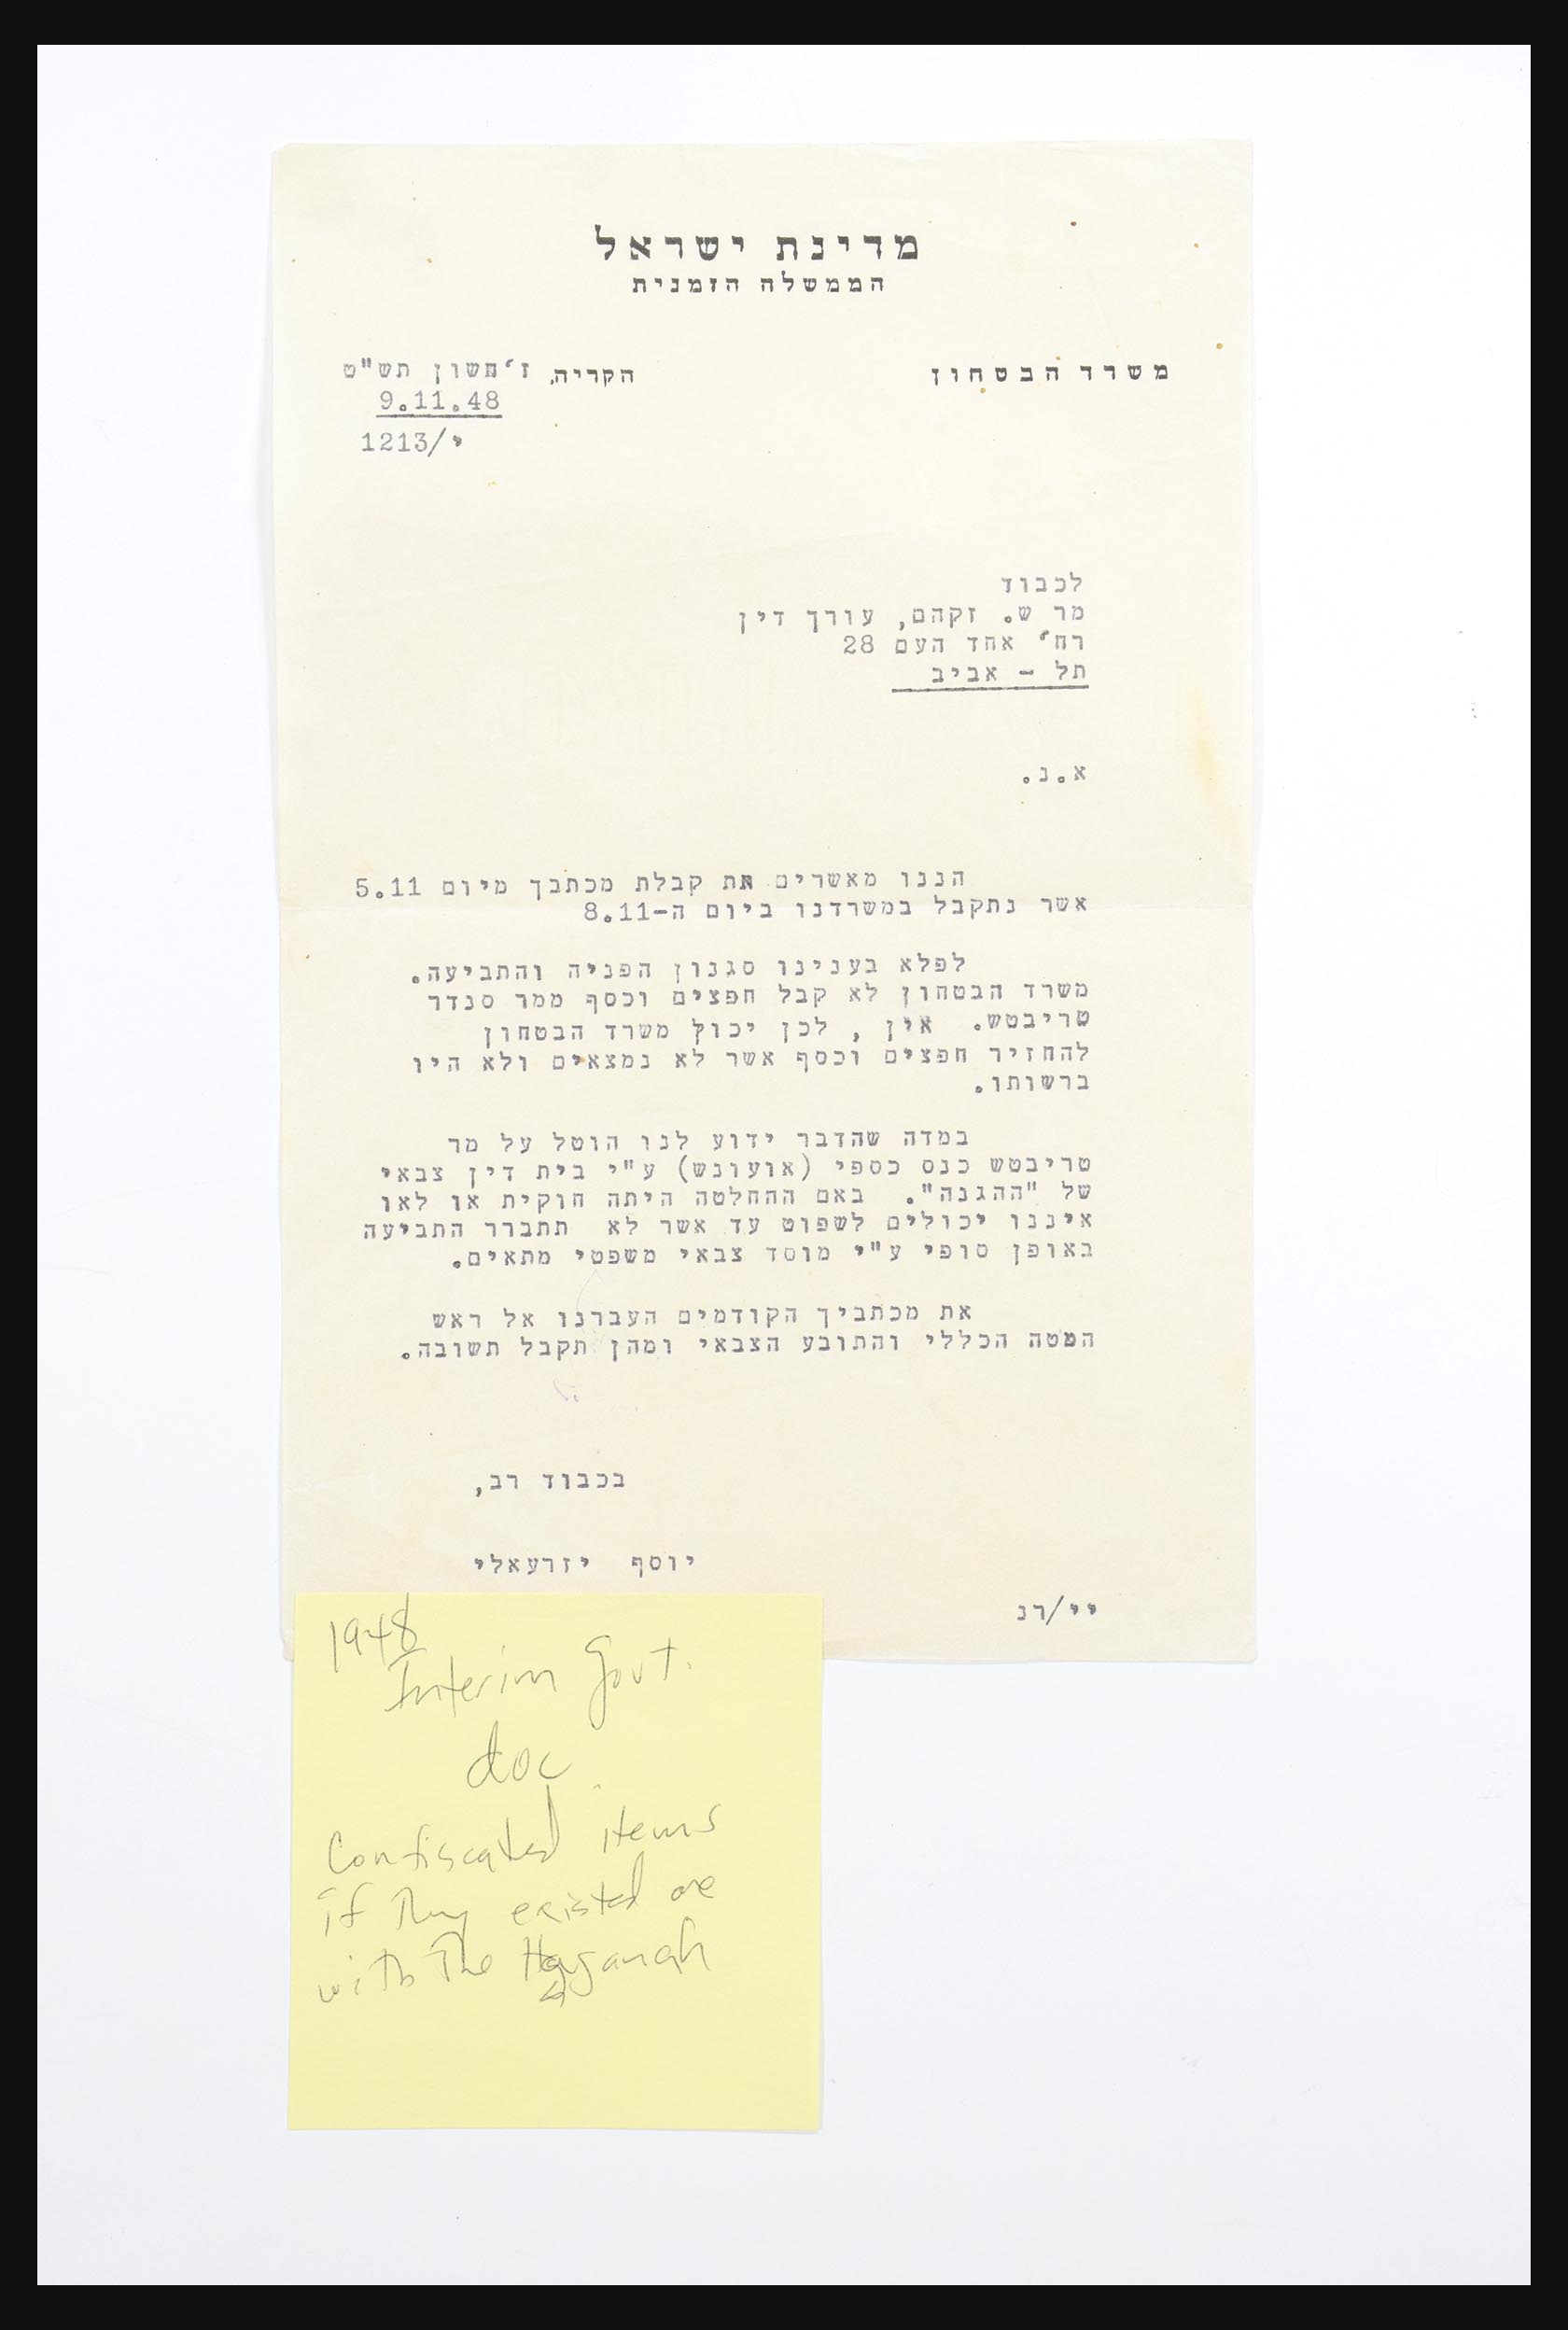 מדינת ישראל
הממשלה הזמנית
משרד הבטחון
הקריה, ז'חשון תש"ט
9.11.48
1213/י
לכבוד
מר ש. זקהם, עורך דין
רח' אחד העם 28
תל - אביב
א.נ.
הננו מאשרים את קבלת מכתבך מיום 5.11
אשר נתקבל במשרדנו ביום ה-8.11
לפלא בעינינו סגנון הפניה והתביעה.
משרד הבטחון לא קבל חפצים וכסף ממר סנדר
טריבטש. אין , לכן יכול משרד הבטחון
להחזיר חפצים וכסף אשר לא נמצאים ולא היו
ברשותו.
במדה שהדבר ידוע לנו הוטל על מר
טריבטש כנס כספי (אועונש) ע"י בית דין צבאי
של "ההגנה". באם ההחלטה היתה חוקית או לאו
איננו יכולים לשפוט עד אשר לא תתברר התביעה
באופן סופי ע"י מוסד צבאי משפטי מתאים.
את מכתביך הקודמים העברנו אל ראש
המטה הכללי והתובע הצבאי ומהן תקבל תשובה.
בכבוד רב,
יוסף יזרעאלי
יי/רנ
1948
Interim Govt.
doc
Confiscated items
if they existed are
with the Haganah